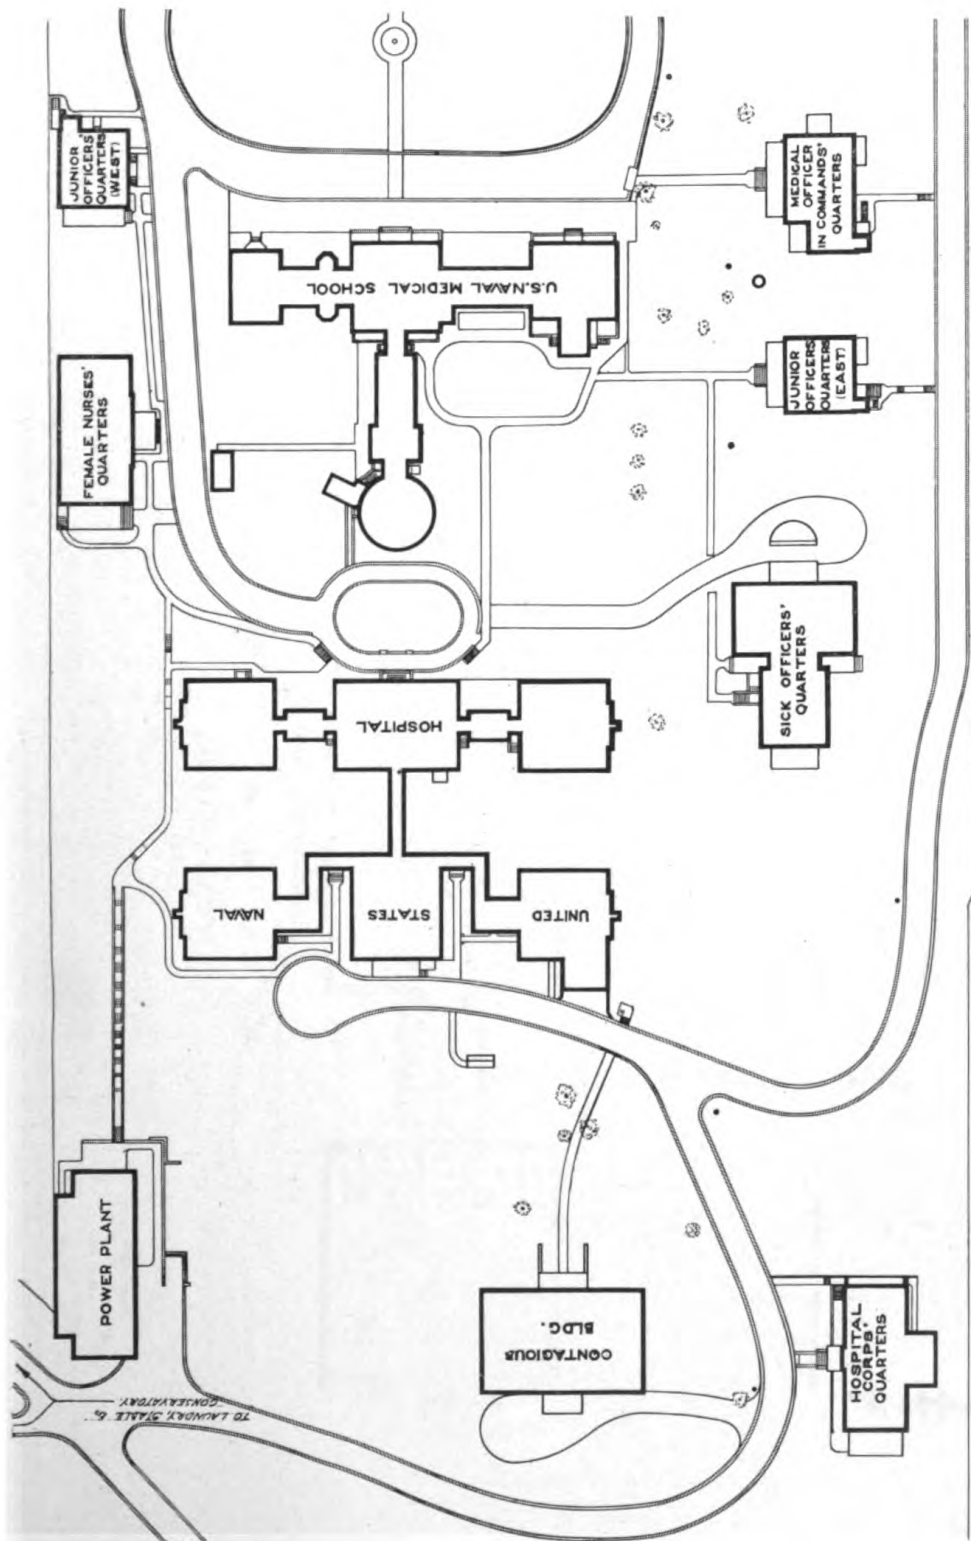 JUNIOR
OFFICERS'
QUARTERS
(WEST)
MEDICAL
OFFICER
IN COMMANDS'
QUARTERS
U.S. NAVAL MEDICAL SCHOOL
FEMALE NURSES'
QUARTERS
JUNIOR
OFFICERS'
QUARTERS
(EAST)
SICK OFFICERS'
QUARTERS
UNITED
STATES
NAVAL
HOSPITAL
POWER PLANT
CONTAGIOUS
BLDG.
HOSPITAL
CORPS'
QUARTERS
TO LAUNDRY, STABLE &
CONSERVATORY.